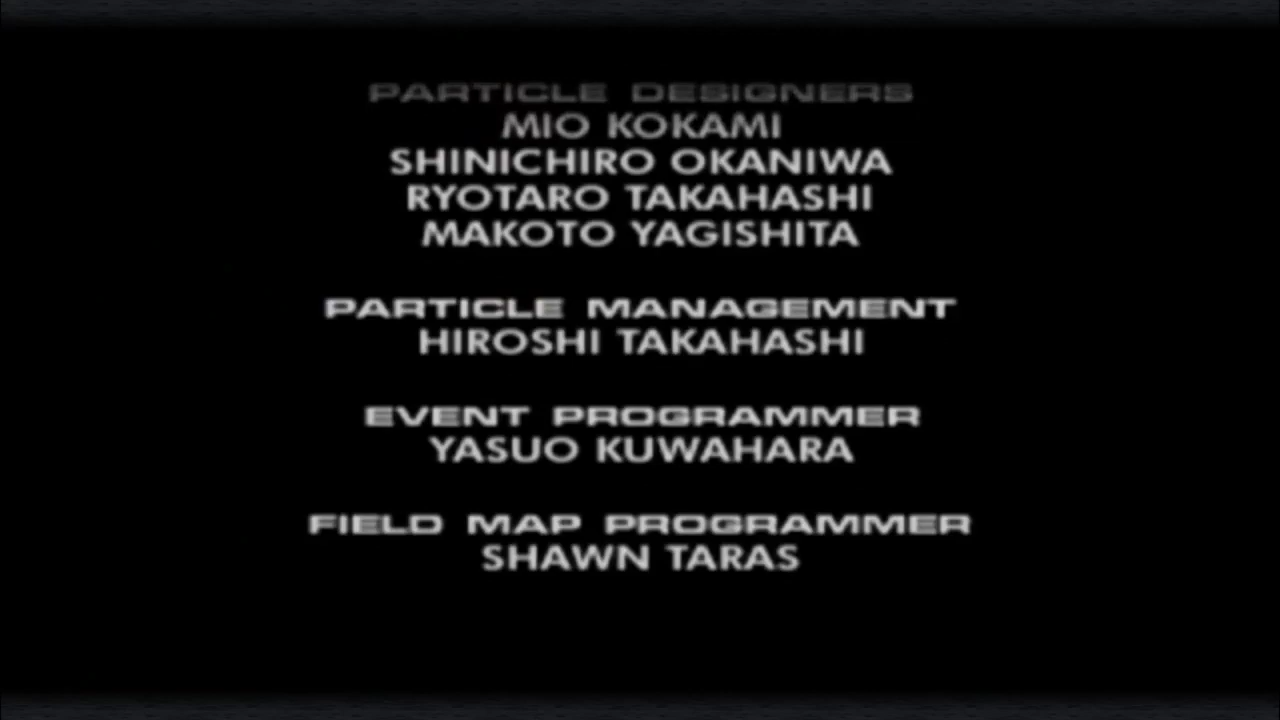 PARTICLE DESIGNERS
MIO KOKAMI
SHINICHIRO OKANIWA
RYOTARO TAKAHASHI
MAKOTO YAGISHITA
PARTICLE MANAGEMENT
HIROSHI TAKAHASHI
EVENT PROGRAMMER
YASUO KUWAHARA
FIELD MAP PROGRAMMER
SHAWN TARAS